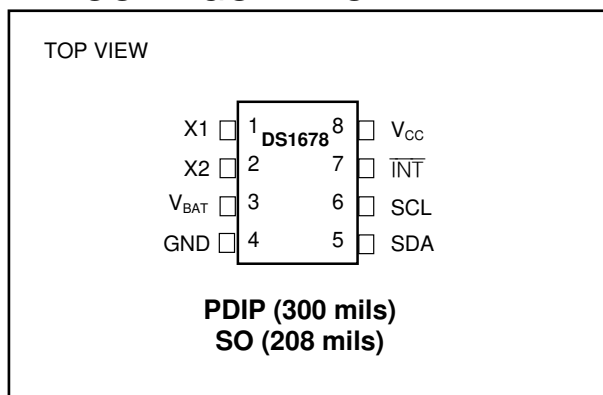 TOP VIEW
X1 1 DS1678 8 VCC
X2 2 7 INT
VBAT 3 6 SCL
GND 4 5 SDA
PDIP (300 mils)
SO (208 mils)